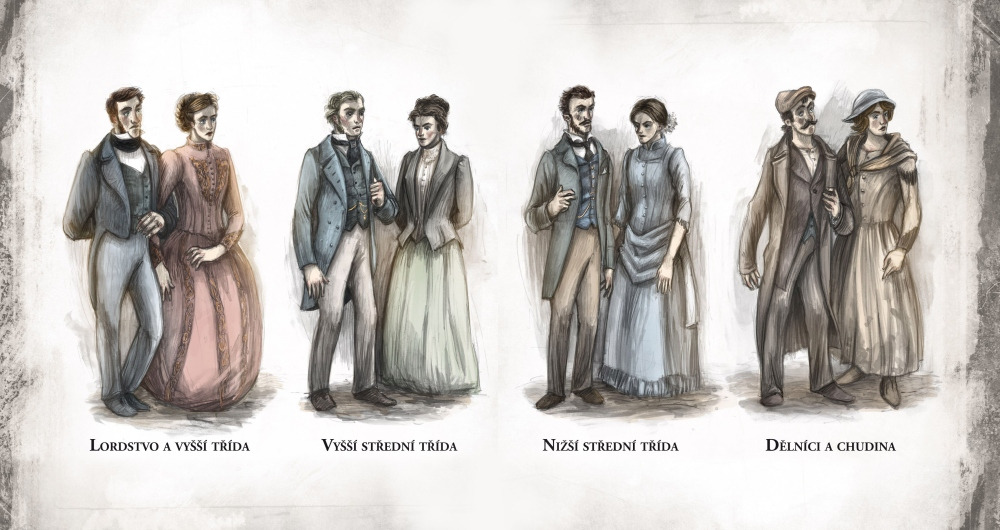 Lordstvo a vyšší třída
Vyšší střední třída
Nižší střední třída
Dělníci a chudina